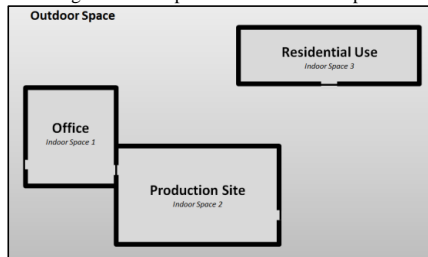 Outdoor Space
Residential Use
Indoor Space 3
Office
Indoor Space 1
Production Site
Indoor Space 2